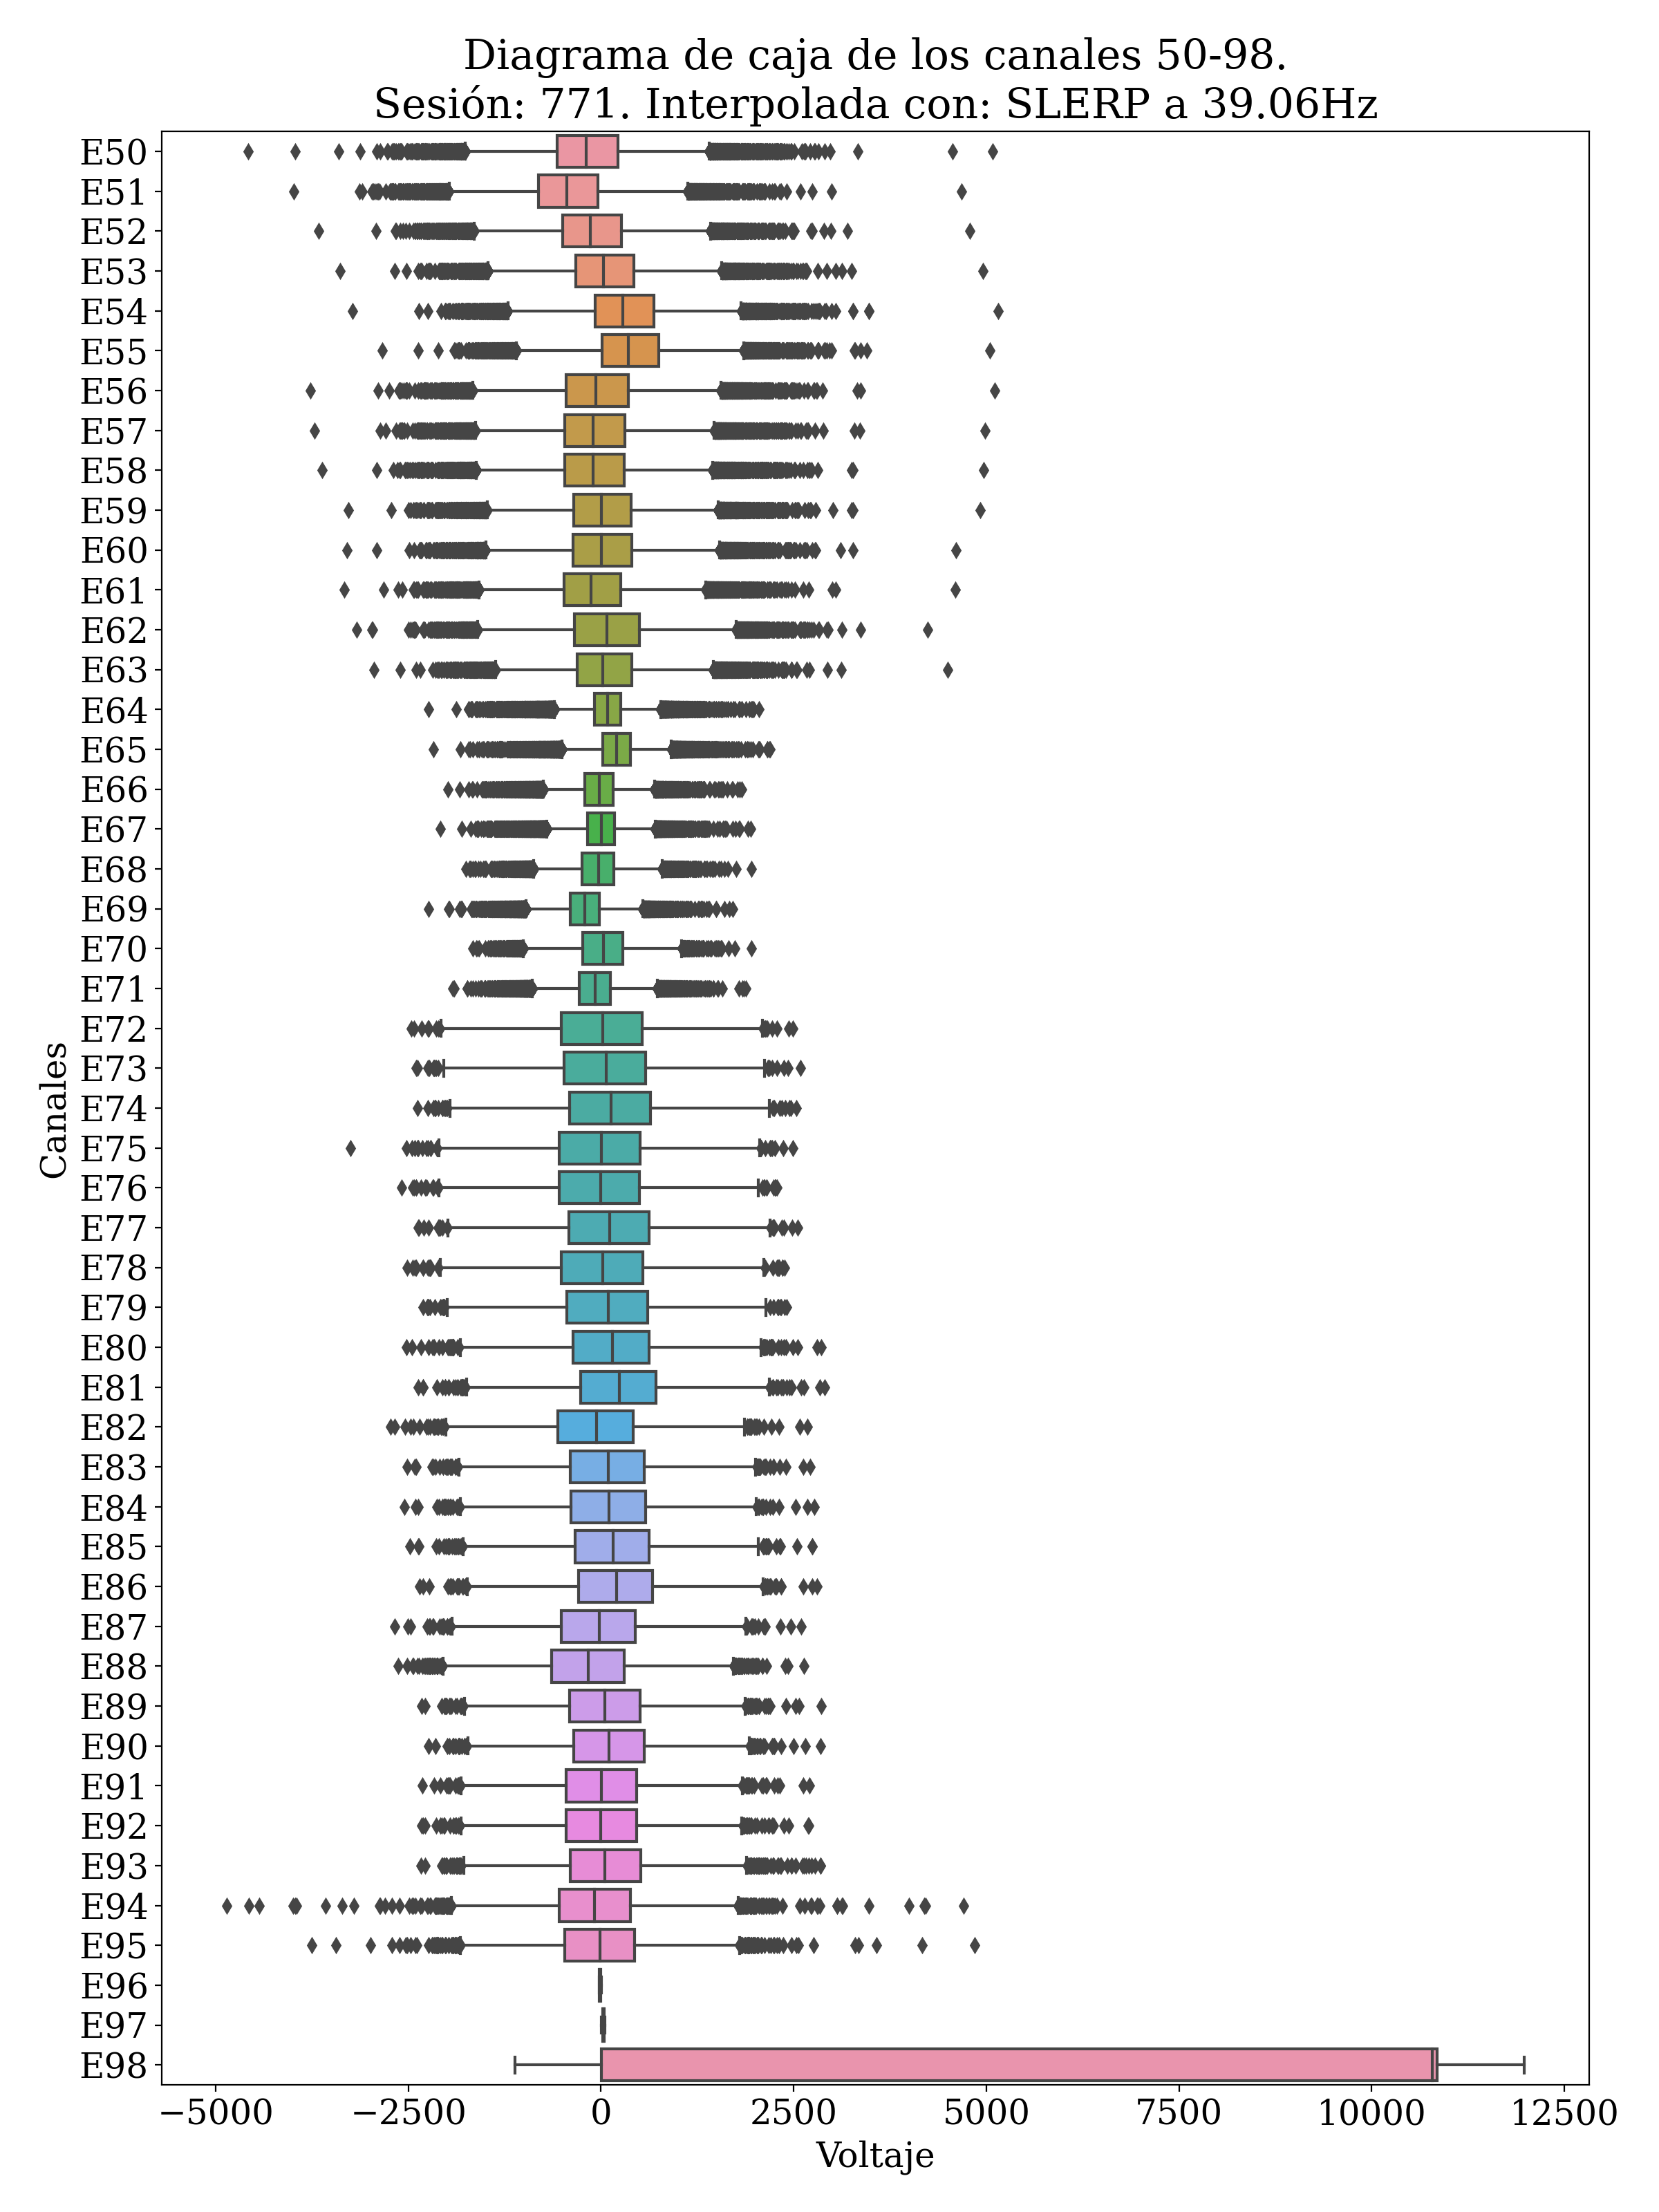 Diagrama de caja de los canales 50-98.
Sesión: 771. Interpolada con: SLERP a 39.06Hz
Canales
E50
E51
E52
E53
E54
E55
E56
E57
E58
E59
E60
E61
E62
E63
E64
E65
E66
E67
E68
E69
E70
E71
E72
E73
E74
E75
E76
E77
E78
E79
E80
E81
E82
E83
E84
E85
E86
E87
E88
E89
E90
E91
E92
E93
E94
E95
E96
E97
E98
−5000 −2500 0 2500 5000 7500 10000 12500
Voltaje